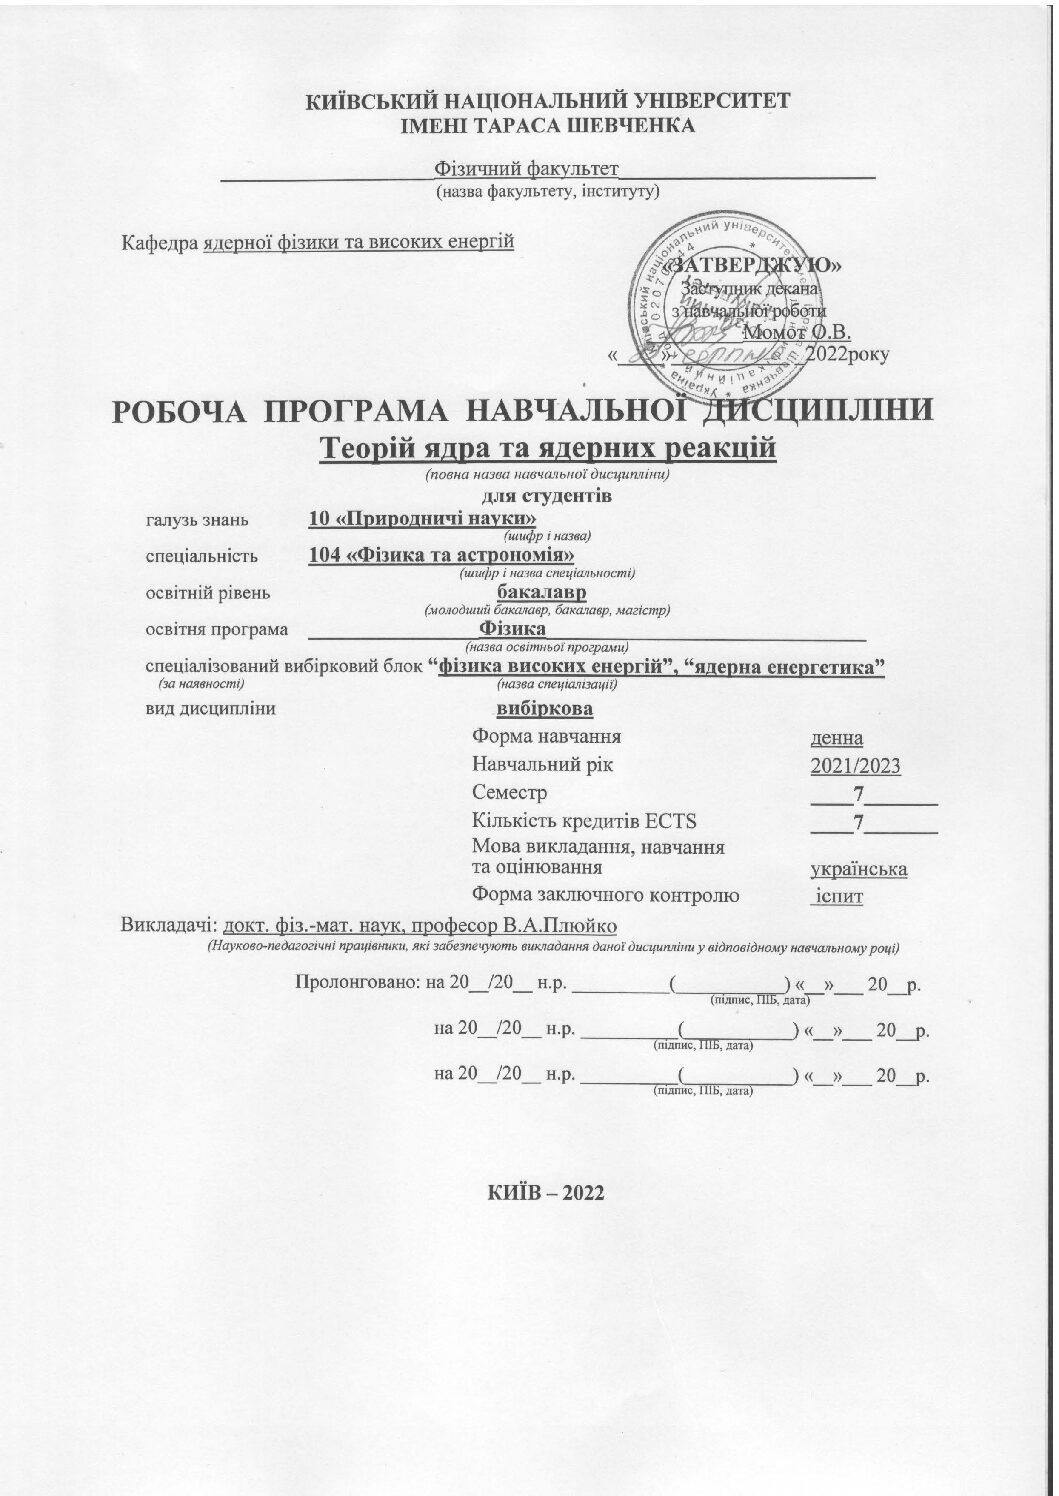 КИЇВСЬКИЙ НАЦІОНАЛЬНИЙ УНІВЕРСИТЕТ
ІМЕНІ ТАРАСА ШЕВЧЕНКА
Фізичний факультет
(назва факультету, інституту)
Кафедра ядерної фізики та високих енергій
«ЗАТВЕРДЖУЮ»
Заступник декана
з навчальної роботи
Момот О.В.
«____»____________2022року
РОБОЧА ПРОГРАМА НАВЧАЛЬНОЇ ДИСЦИПЛІНИ
Теорій ядра та ядерних реакцій
(повна назва навчальної дисципліни)
для студентів
галузь знань 10 «Природничі науки»
(шифр і назва)
спеціальність 104 «Фізика та астрономія»
(шифр і назва спеціальності)
освітній рівень бакалавр
(молодший бакалавр, бакалавр, магістр)
освітня програма Фізика
(назва освітньої програми)
спеціалізований вибірковий блок “фізика високих енергій”, “ядерна енергетика”
(за наявності) (назва спеціалізації)
вид дисципліни вибіркова
Форма навчання денна
Навчальний рік 2021/2023
Семестр ____7_______
Кількість кредитів ECTS ____7_______
Мова викладання, навчання
та оцінювання українська
Форма заключного контролю іспит
Викладачі: докт. фіз.-мат. наук, професор В.А.Плюйко
(Науково-педагогічні працівники, які забезпечують викладання даної дисципліни у відповідному навчальному році)
Пролонговано: на 20__/20__ н.р. __________(___________) «__»___ 20__р.
(підпис, ПІБ, дата)
на 20__/20__ н.р. __________(___________) «__»___ 20__р.
(підпис, ПІБ, дата)
на 20__/20__ н.р. __________(___________) «__»___ 20__р.
(підпис, ПІБ, дата)
КИЇВ – 2022